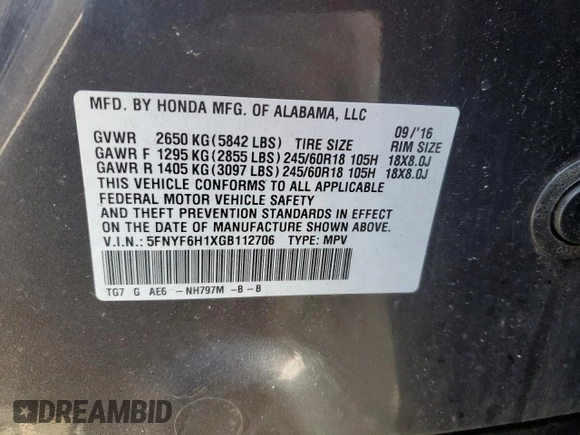 MFD. BY HONDA MFG. OF ALABAMA, LLC
09/'16
GVWR 2650 KG(5842 LBS) TIRE SIZE RIM SIZE
GAWR F 1295 KG(2855 LBS)245/60R18 105H 18X8.0J
GAWR R 1405 KG(3097 LBS)245/60R18 105H 18X8.0J
THIS VEHICLE CONFORMS TO ALL APPLICABLE
FEDERAL MOTOR VEHICLE SAFETY
AND THEFT PREVENTION STANDARDS IN EFFECT
ON THE DATE OF MANUFACTURE SHOWN ABOVE.
V.I.N.: 5FNYF6H1XGB112706 TYPE: MPV
TG7 G AE6 -NH797M -B-B
DREAMBID